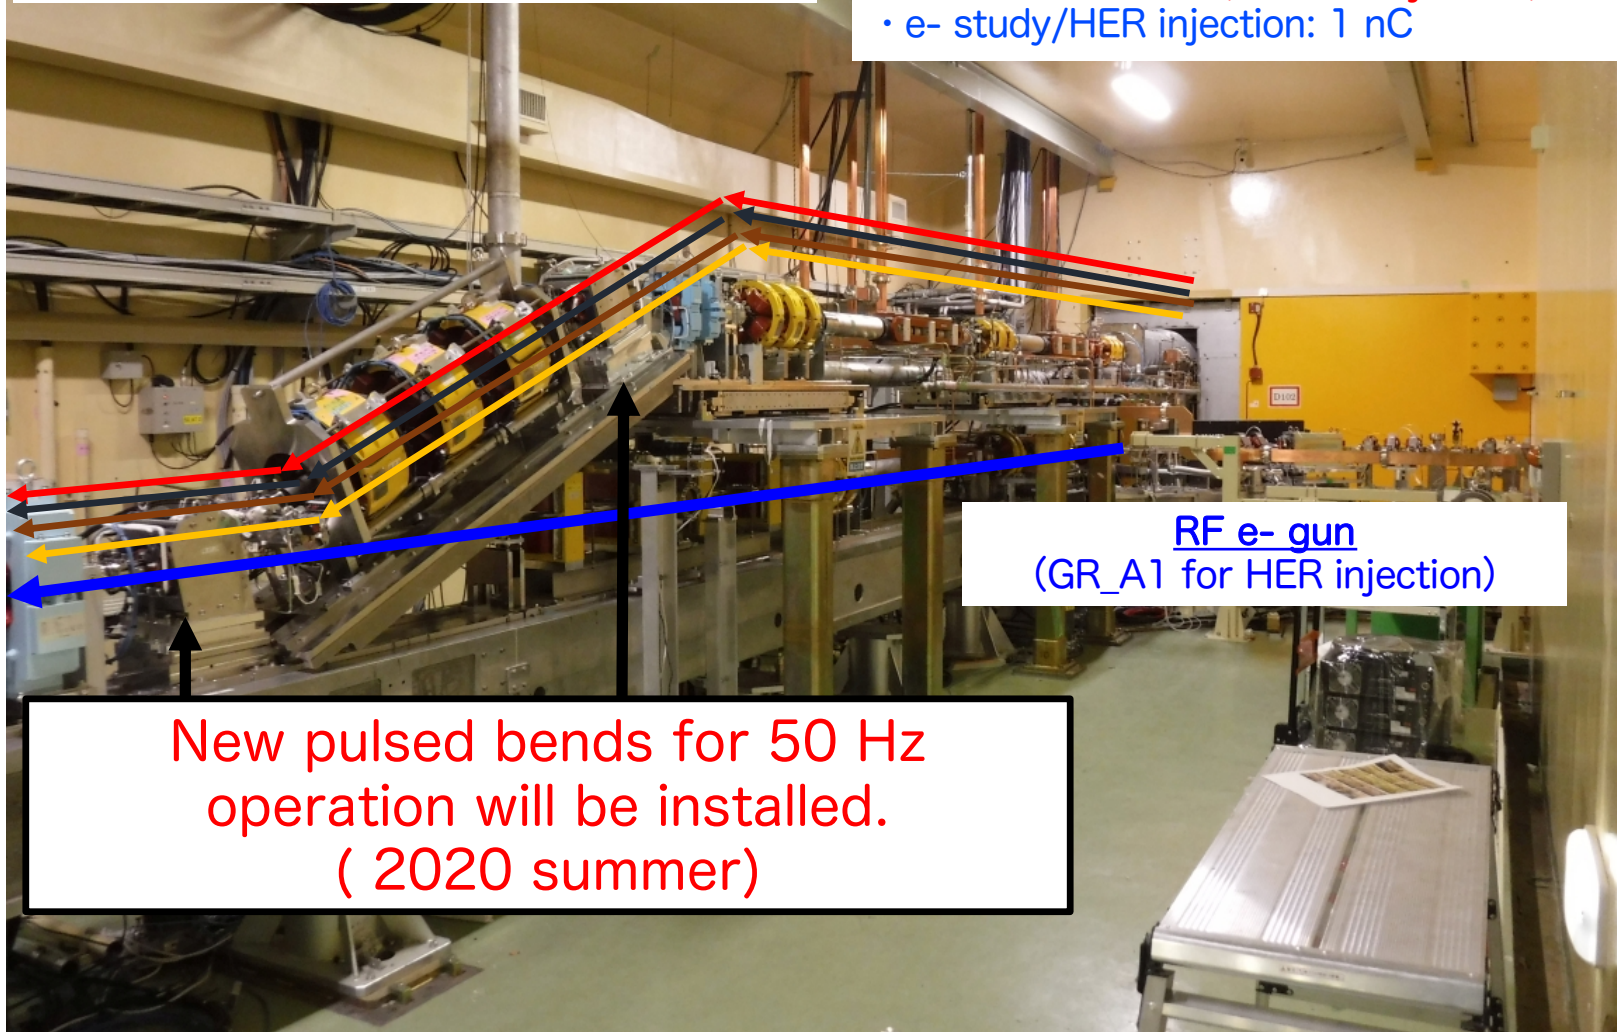 ・e- study/HER injection: 1 nC
D102
RF e- gun
(GR_A1 for HER injection)
New pulsed bends for 50 Hz
operation will be installed.
( 2020 summer)